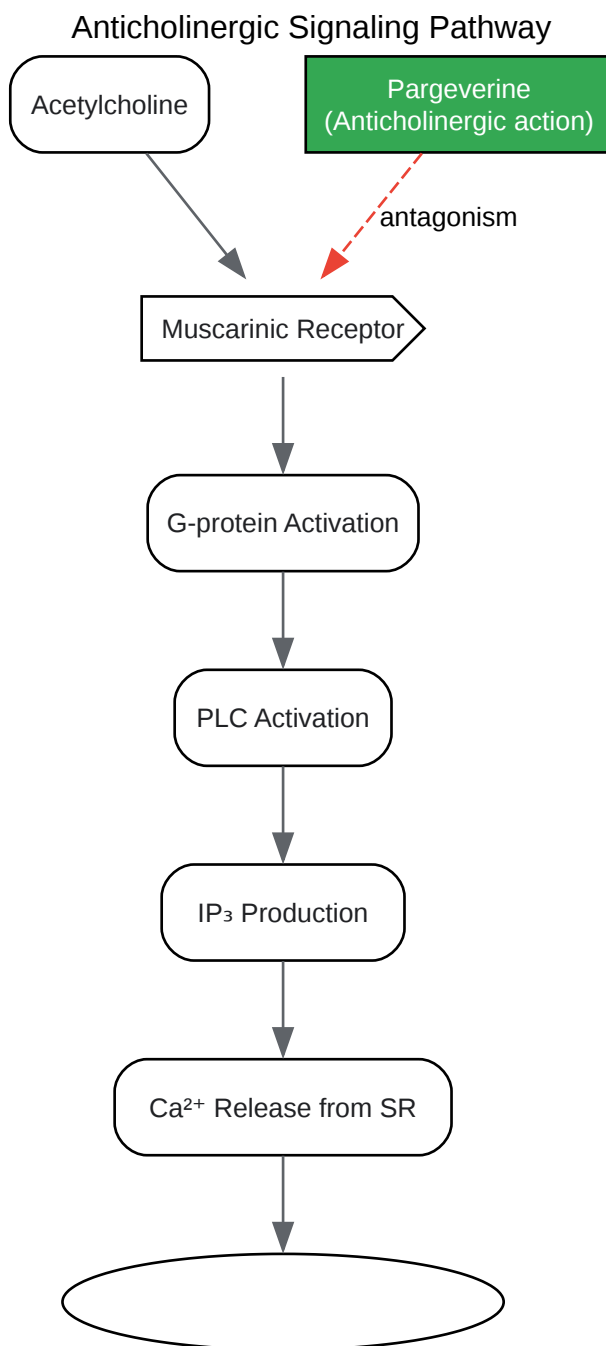 Anticholinergic Signaling Pathway
Acetylcholine
Pargeverine
(Anticholinergic action)
antagonism
Muscarinic Receptor
G-protein Activation
PLC Activation
IP₃ Production
Ca²⁺ Release from SR